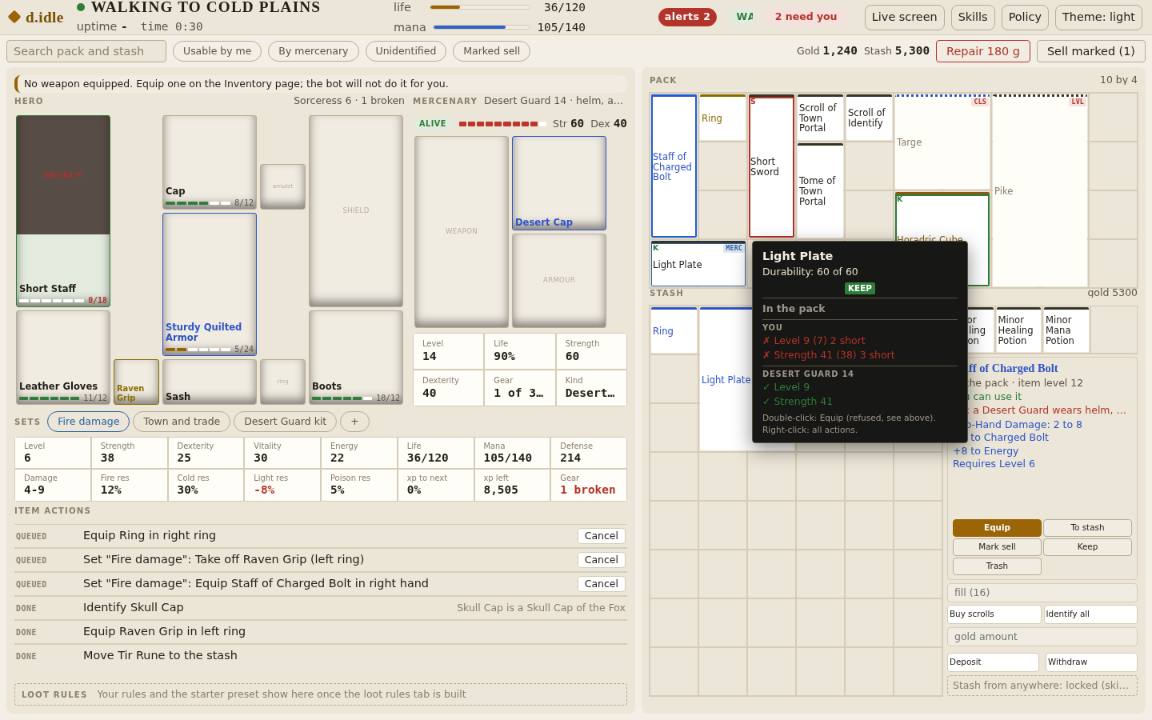 d.idle
WALKING TO COLD PLAINS
uptime - time 0:30
life 36/120
mana 105/140
alerts 2
2 need you
Live screen
Skills
Policy
Theme: light
Search pack and stash
Usable by me
By mercenary
Unidentified
Marked sell
Gold 1,240 Stash 5,300
Repair 180 g
Sell marked (1)
No weapon equipped. Equip one on the Inventory page; the bot will not do it for you.
HERO
Sorceress 6 · 1 broken
Short Staff
0/18
Cap
8/12
amulet
SHIELD
Sturdy Quilted
Armor
5/24
Leather Gloves
11/12
Raven
Grip
Sash
ring
Boots
10/12
MERCENARY
Desert Guard 14 · helm, a...
ALIVE
Str 60 Dex 40
WEAPON
Desert Cap
ARMOUR
Level
14
Life
90%
Strength
60
Dexterity
40
Gear
1 of 3...
Kind
Desert...
SETS
Fire damage
Town and trade
Desert Guard kit
+
Level
6
Strength
38
Dexterity
25
Vitality
30
Energy
22
Life
36/120
Mana
105/140
Defense
214
Damage
4-9
Fire res
12%
Cold res
30%
Light res
-8%
Poison res
5%
xp to next
0%
xp left
8,505
Gear
1 broken
ITEM ACTIONS
QUEUED Equip Ring in right ring Cancel
QUEUED Set "Fire damage": Take off Raven Grip (left ring) Cancel
QUEUED Set "Fire damage": Equip Staff of Charged Bolt in right hand Cancel
DONE Identify Skull Cap Skull Cap is a Skull Cap of the Fox
DONE Equip Raven Grip in left ring
DONE Move Tir Rune to the stash
LOOT RULES Your rules and the starter preset show here once the loot rules tab is built
PACK
10 by 4
Staff of
Charged
Bolt
Ring
S
Short
Sword
Scroll of
Town
Portal
Scroll of
Identify
Tome of
Town
Portal
CLS
Targe
LVL
Pike
K
Horadric Cube
K
MERC
Light Plate
STASH
gold 5300
Ring
Light Plate
Minor
Healing
Potion
Minor
Mana
Potion
Light Plate
Durability: 60 of 60
KEEP
In the pack
YOU
✗ Level 9 (7) 2 short
✗ Strength 41 (38) 3 short
DESERT GUARD 14
✓ Level 9
✓ Strength 41
Double-click: Equip (refused, see above).
Right-click: all actions.
of Charged Bolt
the pack · item level 12
can use it
a Desert Guard wears helm, ...
-Hand Damage: 2 to 8
to Charged Bolt
+8 to Energy
Requires Level 6
Equip
To stash
Mark sell
Keep
Trash
fill (16)
Buy scrolls
Identify all
gold amount
Deposit
Withdraw
Stash from anywhere: locked (ski...